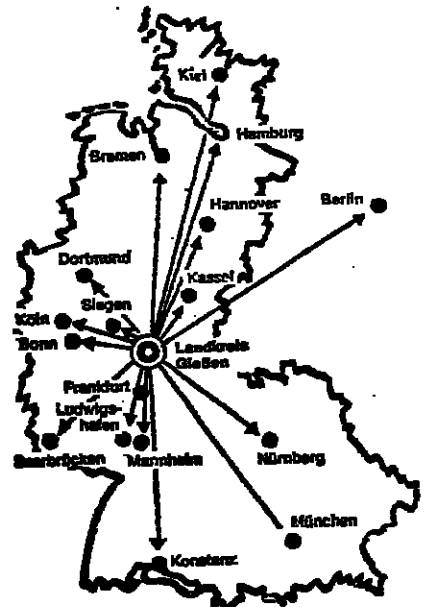 Kiel
Hamburg
Bremen
Hannover
Berlin
Dortmund
Kassel
Siegen
Köln
Bonn
Landkreis
Gießen
Frankfurt
Ludwigs-
hafen
Saarbrücken
Mannheim
Nürnberg
München
Konstanz